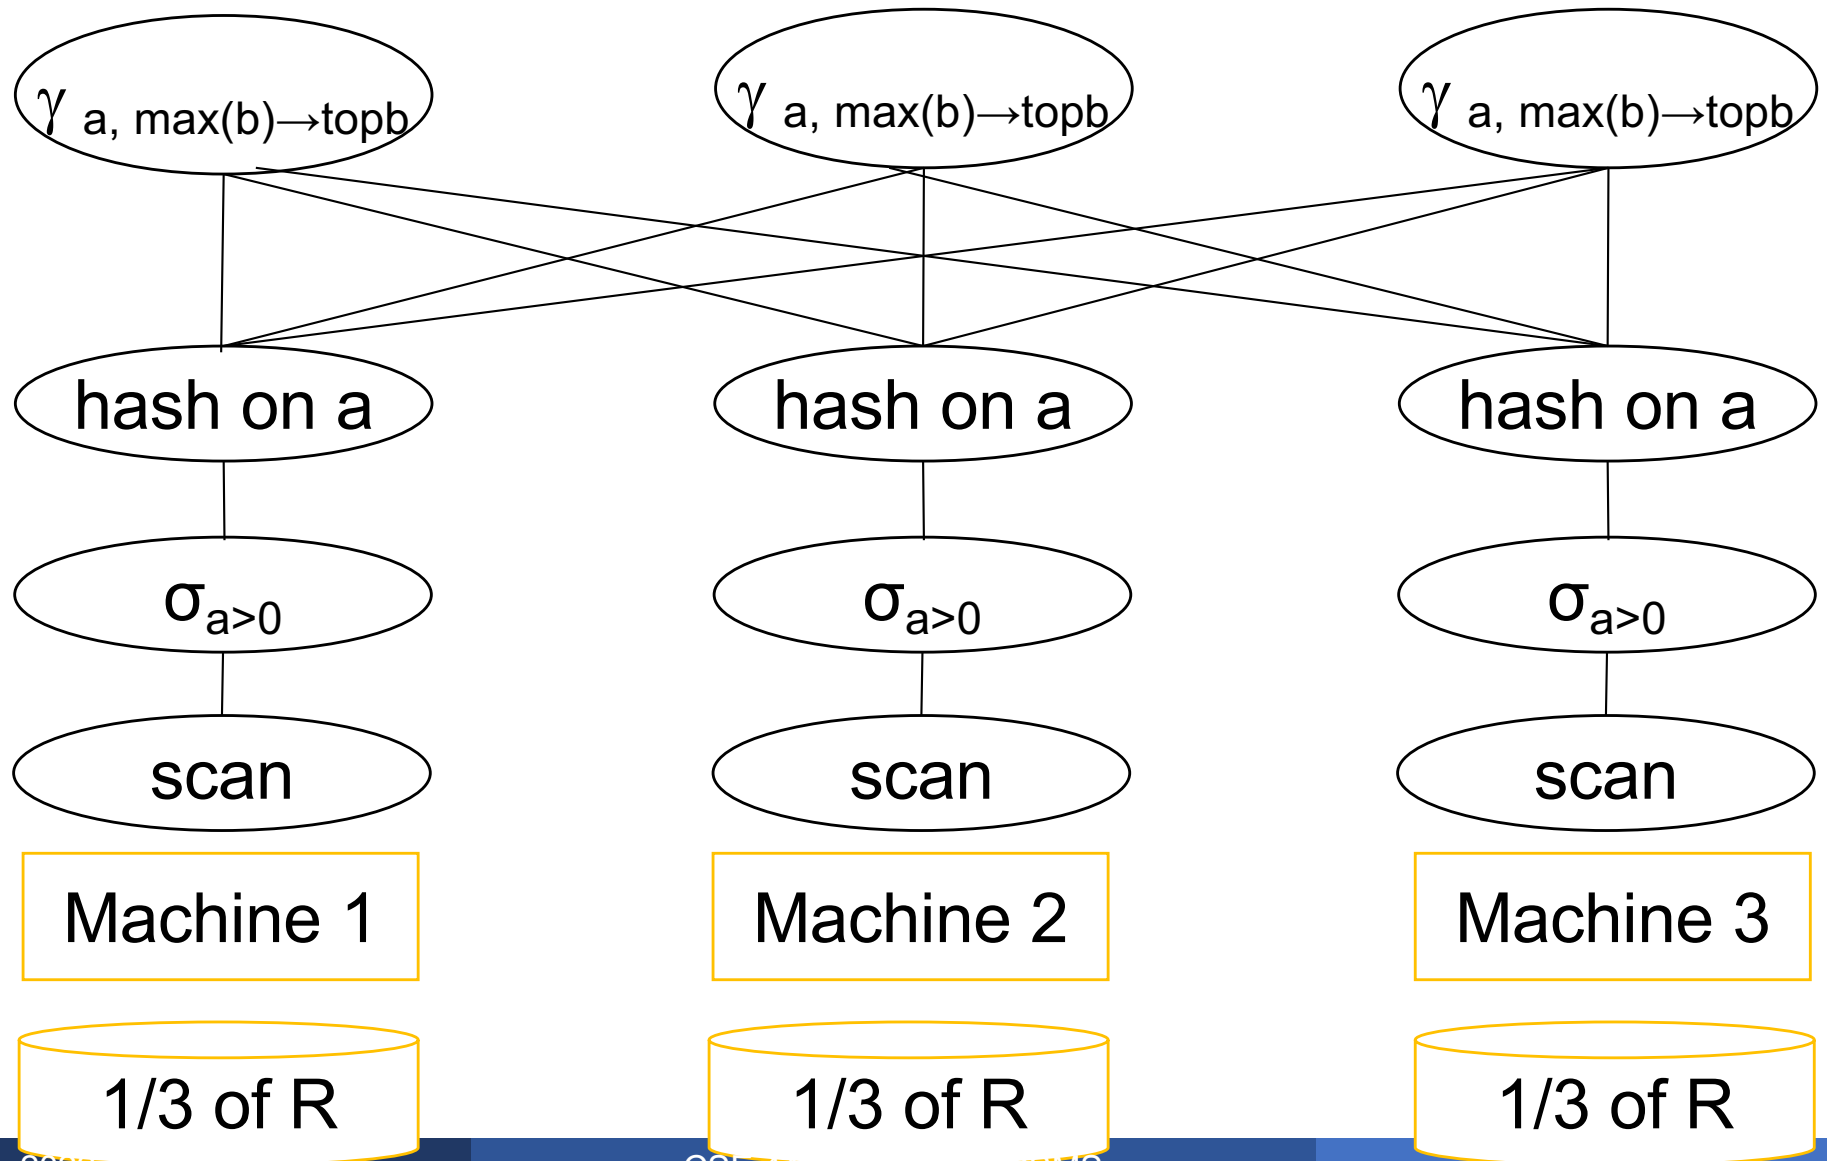 γ a, max(b)→topb γ a, max(b)→topb γ a, max(b)→topb
hash on a hash on a hash on a
σa>0 σa>0 σa>0
scan scan scan
Machine 1 Machine 2 Machine 3
1/3 of R 1/3 of R 1/3 of R